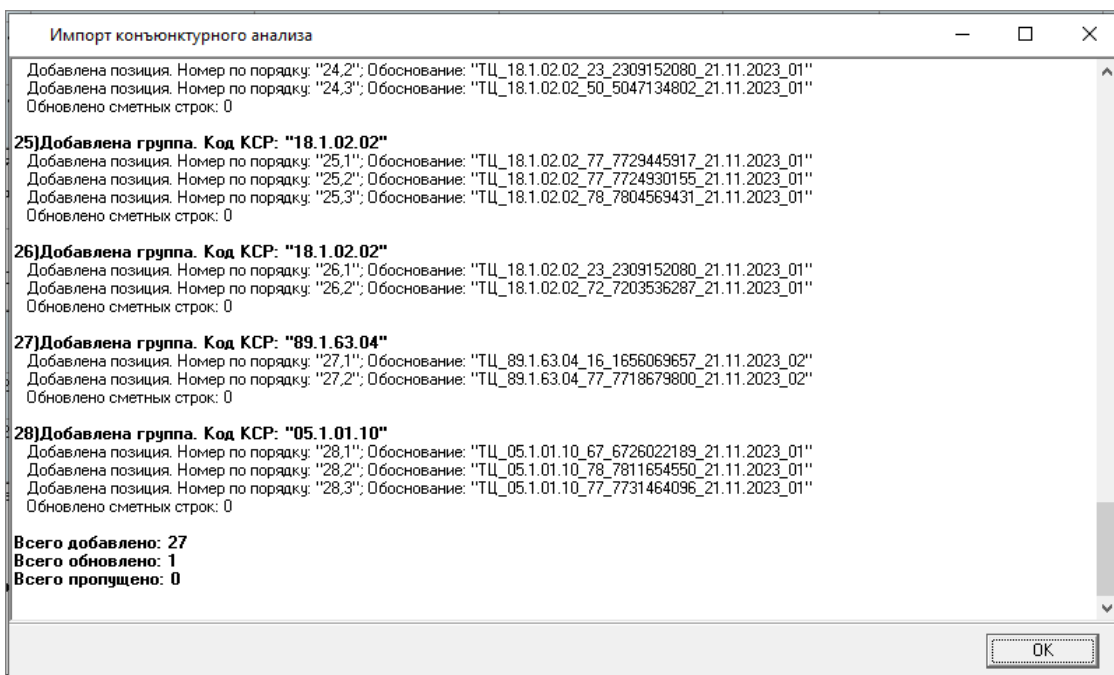 Импорт конъюнктурного анализа
Добавлена позиция. Номер по порядку: "24,2"; Обоснование: "ТЦ_18.1.02.02_23_2309152080_21.11.2023_01"
Добавлена позиция. Номер по порядку: "24,3"; Обоснование: "ТЦ_18.1.02.02_50_5047134802_21.11.2023_01"
Обновлено сметных строк: 0
25)Добавлена группа. Код КСР: "18.1.02.02"
Добавлена позиция. Номер по порядку: "25,1"; Обоснование: "ТЦ_18.1.02.02_77_7729445917_21.11.2023_01"
Добавлена позиция. Номер по порядку: "25,2"; Обоснование: "ТЦ_18.1.02.02_77_7724930155_21.11.2023_01"
Добавлена позиция. Номер по порядку: "25,3"; Обоснование: "ТЦ_18.1.02.02_78_7804569431_21.11.2023_01"
Обновлено сметных строк: 0
26)Добавлена группа. Код КСР: "18.1.02.02"
Добавлена позиция. Номер по порядку: "26,1"; Обоснование: "ТЦ_18.1.02.02_23_2309152080_21.11.2023_01"
Добавлена позиция. Номер по порядку: "26,2"; Обоснование: "ТЦ_18.1.02.02_72_7203536287_21.11.2023_01"
Обновлено сметных строк: 0
27)Добавлена группа. Код КСР: "89.1.63.04"
Добавлена позиция. Номер по порядку: "27,1"; Обоснование: "ТЦ_89.1.63.04_16_1656069657_21.11.2023_02"
Добавлена позиция. Номер по порядку: "27,2"; Обоснование: "ТЦ_89.1.63.04_77_7718679800_21.11.2023_02"
Обновлено сметных строк: 0
28)Добавлена группа. Код КСР: "05.1.01.10"
Добавлена позиция. Номер по порядку: "28,1"; Обоснование: "ТЦ_05.1.01.10_67_6726022189_21.11.2023_01"
Добавлена позиция. Номер по порядку: "28,2"; Обоснование: "ТЦ_05.1.01.10_78_7811654550_21.11.2023_01"
Добавлена позиция. Номер по порядку: "28,3"; Обоснование: "ТЦ_05.1.01.10_77_7731464096_21.11.2023_01"
Обновлено сметных строк: 0
Всего добавлено: 27
Всего обновлено: 1
Всего пропущено: 0
OK